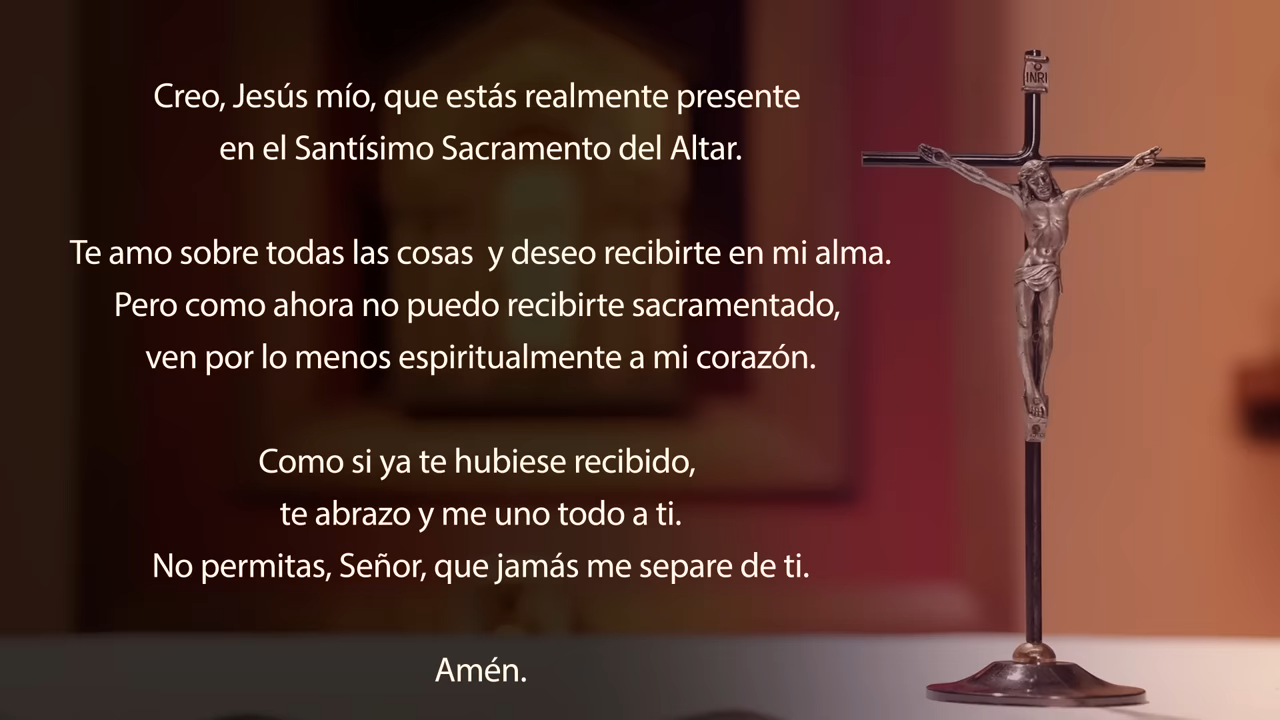 Creo, Jesús mío, que estás realmente presente
en el Santísimo Sacramento del Altar.
Te amo sobre todas las cosas  y deseo recibirte en mi alma.
Pero como ahora no puedo recibirte sacramentado,
ven por lo menos espiritualmente a mi corazón.
Como si ya te hubiese recibido,
te abrazo y me uno todo a ti.
No permitas, Señor, que jamás me separe de ti.
Amén.
INRI